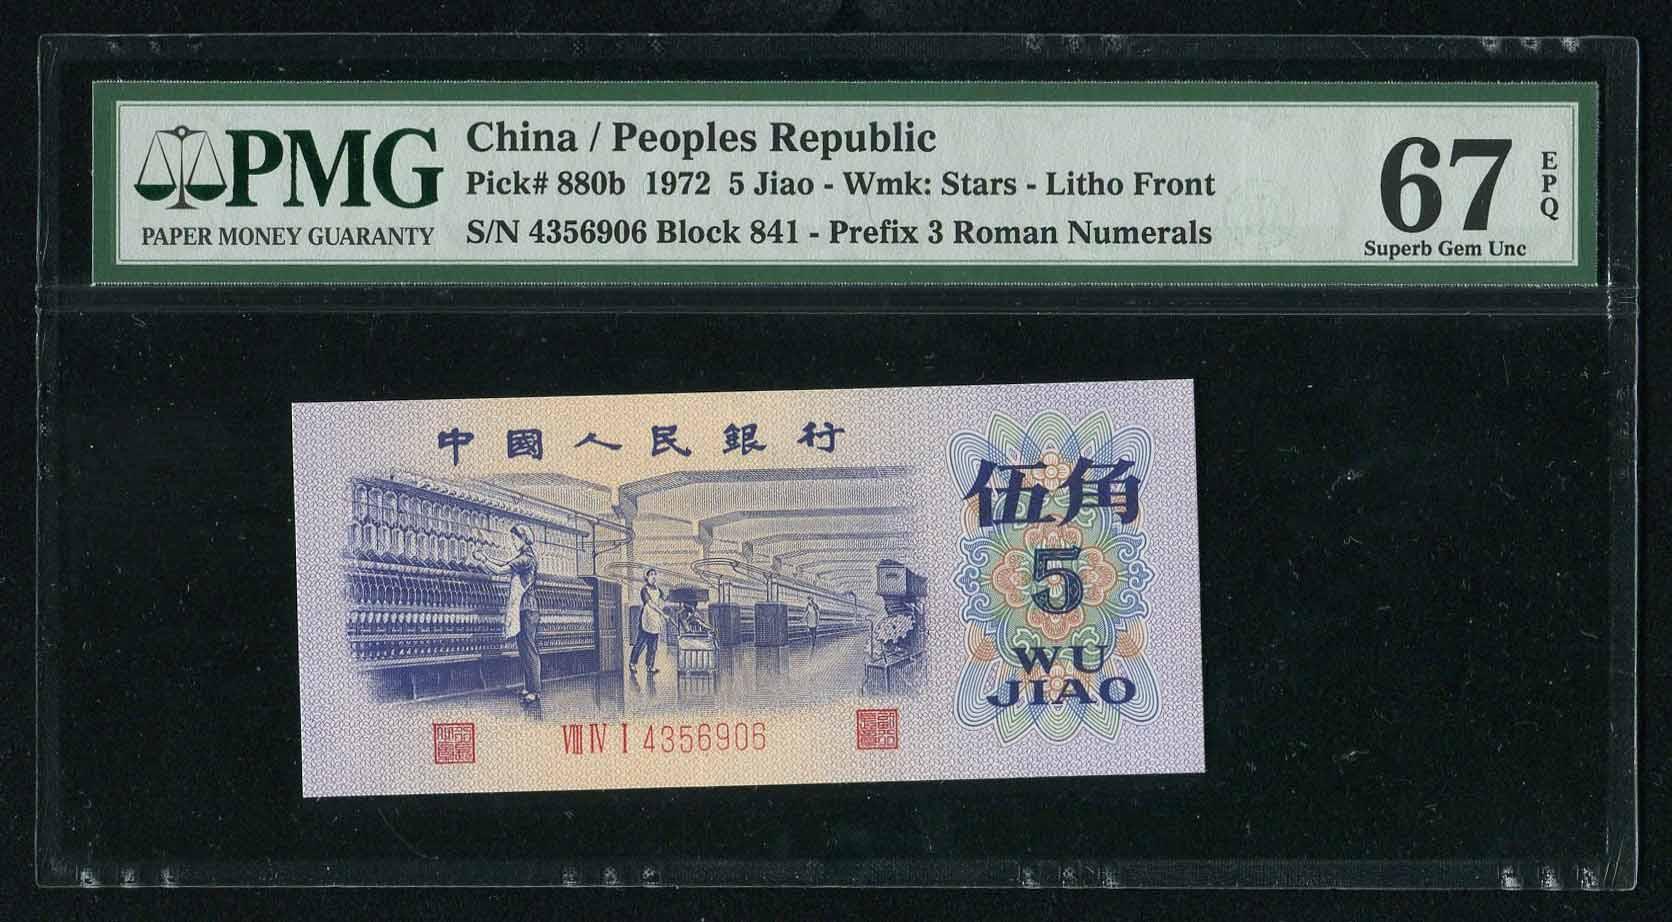 PMG
PAPER MONEY GUARANTY
China / Peoples Republic
Pick# 880b 1972 5 Jiao - Wmk: Stars - Litho Front
S/N 4356906 Block 841 - Prefix 3 Roman Numerals
67
EPQ
Superb Gem Unc
中國人民銀行
伍角
5
WU
JIAO
VIII IV I 4356906